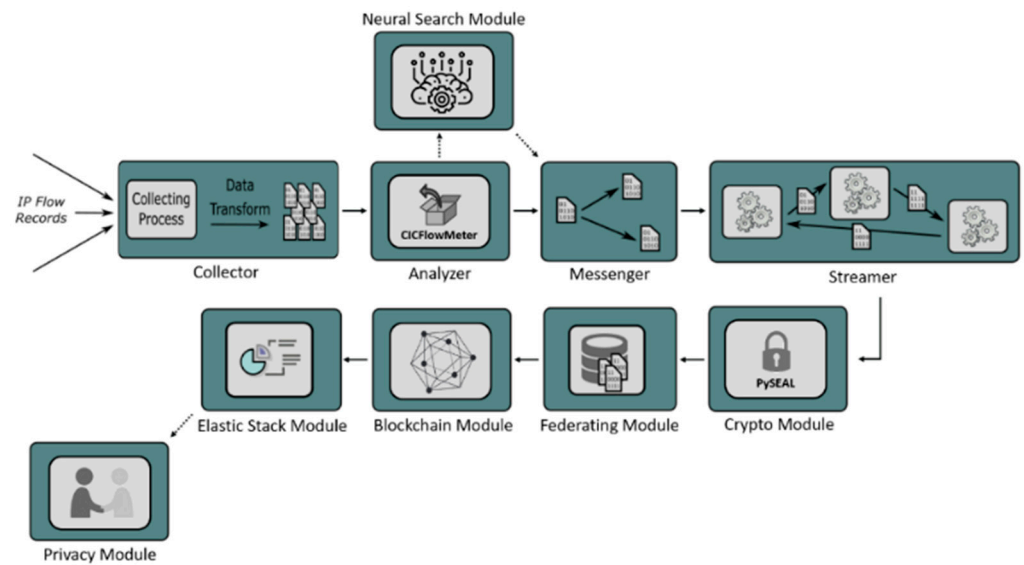 Neural Search Module
IP Flow
Records
Collecting
Process
Data
Transform
CICFlowMeter
Collector
Analyzer
Messenger
Streamer
PySEAL
Elastic Stack Module
Blockchain Module
Federating Module
Crypto Module
Privacy Module